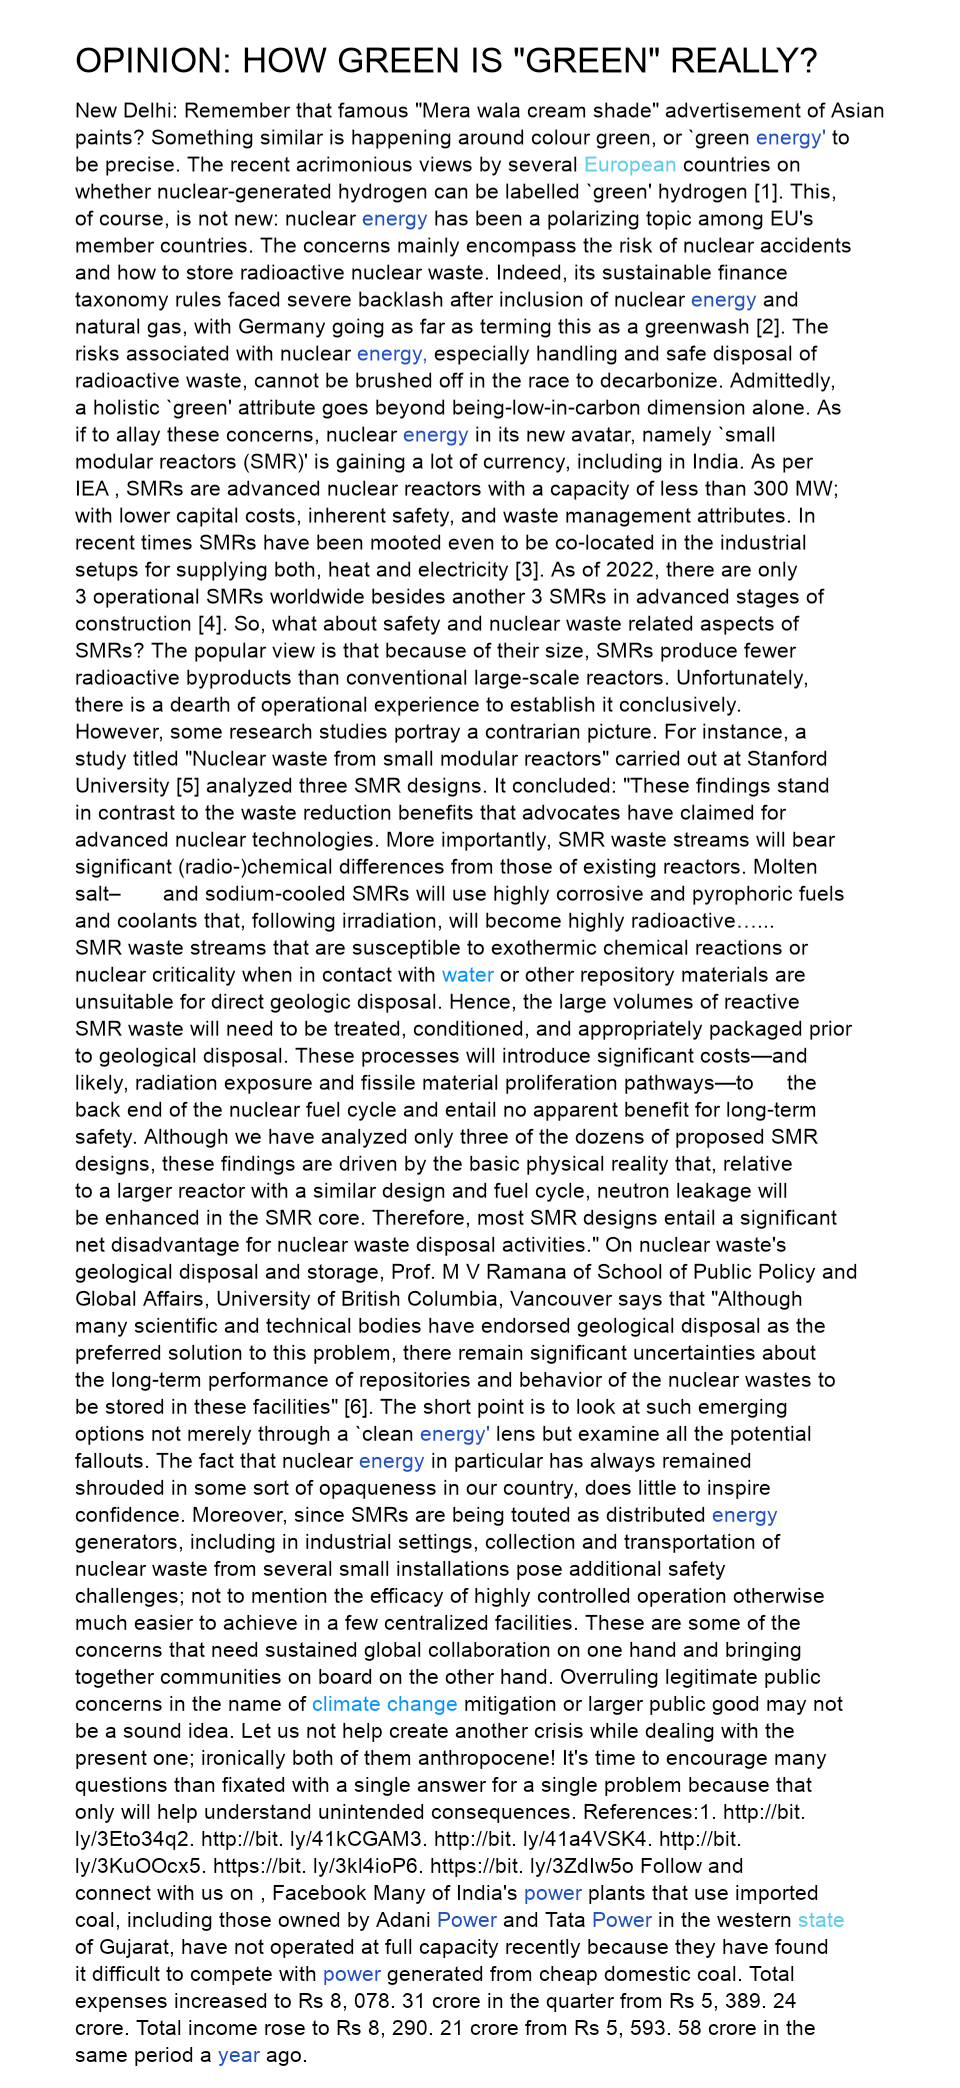 OPINION: HOW GREEN IS "GREEN" REALLY?
New Delhi: Remember that famous "Mera wala cream shade" advertisement of Asian
paints? Something similar is happening around colour green, or `green energy' to
be precise. The recent acrimonious views by several European countries on
whether nuclear-generated hydrogen can be labelled `green' hydrogen [1]. This,
of course, is not new: nuclear energy has been a polarizing topic among EU's
member countries. The concerns mainly encompass the risk of nuclear accidents
and how to store radioactive nuclear waste. Indeed, its sustainable finance
taxonomy rules faced severe backlash after inclusion of nuclear energy and
natural gas, with Germany going as far as terming this as a greenwash [2]. The
risks associated with nuclear energy, especially handling and safe disposal of
radioactive waste, cannot be brushed off in the race to decarbonize. Admittedly,
a holistic `green' attribute goes beyond being-low-in-carbon dimension alone. As
if to allay these concerns, nuclear energy in its new avatar, namely `small
modular reactors (SMR)' is gaining a lot of currency, including in India. As per
IEA , SMRs are advanced nuclear reactors with a capacity of less than 300 MW;
with lower capital costs, inherent safety, and waste management attributes. In
recent times SMRs have been mooted even to be co-located in the industrial
setups for supplying both, heat and electricity [3]. As of 2022, there are only
3 operational SMRs worldwide besides another 3 SMRs in advanced stages of
construction [4]. So, what about safety and nuclear waste related aspects of
SMRs? The popular view is that because of their size, SMRs produce fewer
radioactive byproducts than conventional large-scale reactors. Unfortunately,
there is a dearth of operational experience to establish it conclusively.
However, some research studies portray a contrarian picture. For instance, a
study titled "Nuclear waste from small modular reactors" carried out at Stanford
University [5] analyzed three SMR designs. It concluded: "These findings stand
in contrast to the waste reduction benefits that advocates have claimed for
advanced nuclear technologies. More importantly, SMR waste streams will bear
significant (radio-)chemical differences from those of existing reactors. Molten
salt– and sodium-cooled SMRs will use highly corrosive and pyrophoric fuels
and coolants that, following irradiation, will become highly radioactive…...
SMR waste streams that are susceptible to exothermic chemical reactions or
nuclear criticality when in contact with water or other repository materials are
unsuitable for direct geologic disposal. Hence, the large volumes of reactive
SMR waste will need to be treated, conditioned, and appropriately packaged prior
to geological disposal. These processes will introduce significant costs—and
likely, radiation exposure and fissile material proliferation pathways—to the
back end of the nuclear fuel cycle and entail no apparent benefit for long-term
safety. Although we have analyzed only three of the dozens of proposed SMR
designs, these findings are driven by the basic physical reality that, relative
to a larger reactor with a similar design and fuel cycle, neutron leakage will
be enhanced in the SMR core. Therefore, most SMR designs entail a significant
net disadvantage for nuclear waste disposal activities." On nuclear waste's
geological disposal and storage, Prof. M V Ramana of School of Public Policy and
Global Affairs, University of British Columbia, Vancouver says that "Although
many scientific and technical bodies have endorsed geological disposal as the
preferred solution to this problem, there remain significant uncertainties about
the long-term performance of repositories and behavior of the nuclear wastes to
be stored in these facilities" [6]. The short point is to look at such emerging
options not merely through a `clean energy' lens but examine all the potential
fallouts. The fact that nuclear energy in particular has always remained
shrouded in some sort of opaqueness in our country, does little to inspire
confidence. Moreover, since SMRs are being touted as distributed energy
generators, including in industrial settings, collection and transportation of
nuclear waste from several small installations pose additional safety
challenges; not to mention the efficacy of highly controlled operation otherwise
much easier to achieve in a few centralized facilities. These are some of the
concerns that need sustained global collaboration on one hand and bringing
together communities on board on the other hand. Overruling legitimate public
concerns in the name of climate change mitigation or larger public good may not
be a sound idea. Let us not help create another crisis while dealing with the
present one; ironically both of them anthropocene! It's time to encourage many
questions than fixated with a single answer for a single problem because that
only will help understand unintended consequences. References:1. http://bit.
ly/3Eto34q2. http://bit. ly/41kCGAM3. http://bit. ly/41a4VSK4. http://bit.
ly/3KuOOcx5. https://bit. ly/3kl4ioP6. https://bit. ly/3ZdIw5o Follow and
connect with us on , Facebook Many of India's power plants that use imported
coal, including those owned by Adani Power and Tata Power in the western state
of Gujarat, have not operated at full capacity recently because they have found
it difficult to compete with power generated from cheap domestic coal. Total
expenses increased to Rs 8, 078. 31 crore in the quarter from Rs 5, 389. 24
crore. Total income rose to Rs 8, 290. 21 crore from Rs 5, 593. 58 crore in the
same period a year ago.